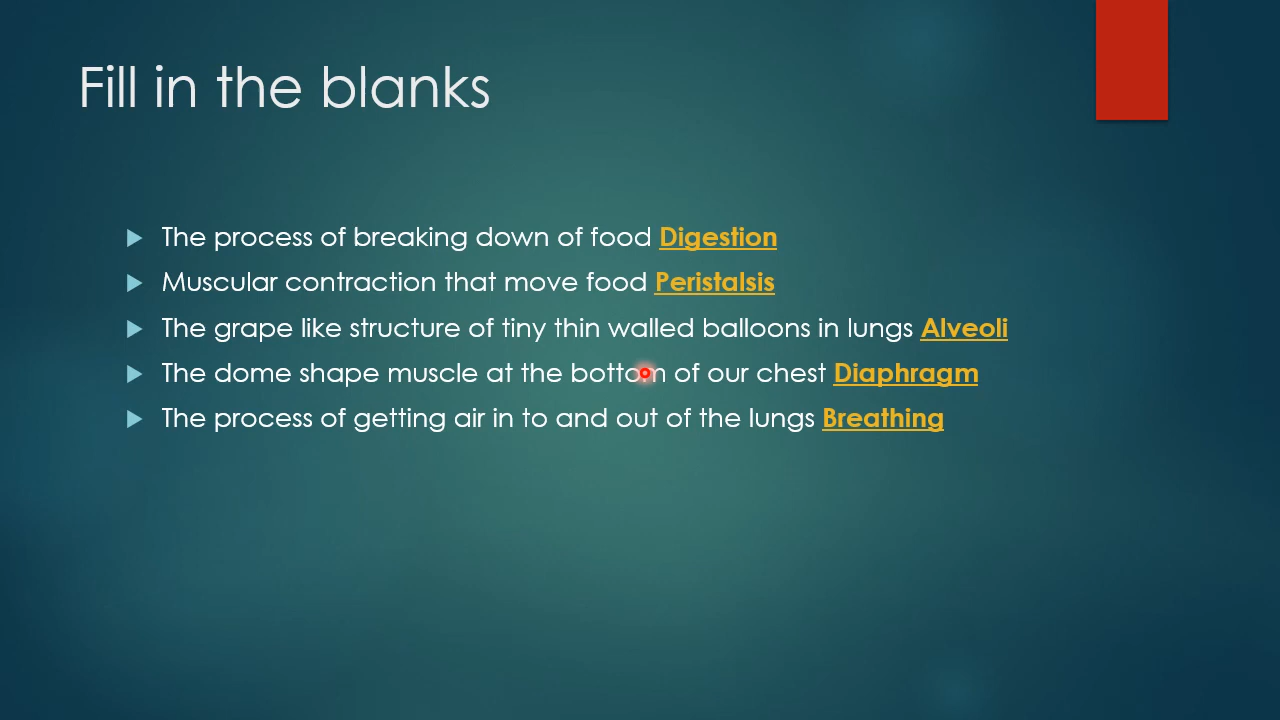 Fill in the blanks
The process of breaking down of food Digestion
Muscular contraction that move food Peristalsis
The grape like structure of tiny thin walled balloons in lungs Alveoli
The dome shape muscle at the bottom of our chest Diaphragm
The process of getting air in to and out of the lungs Breathing